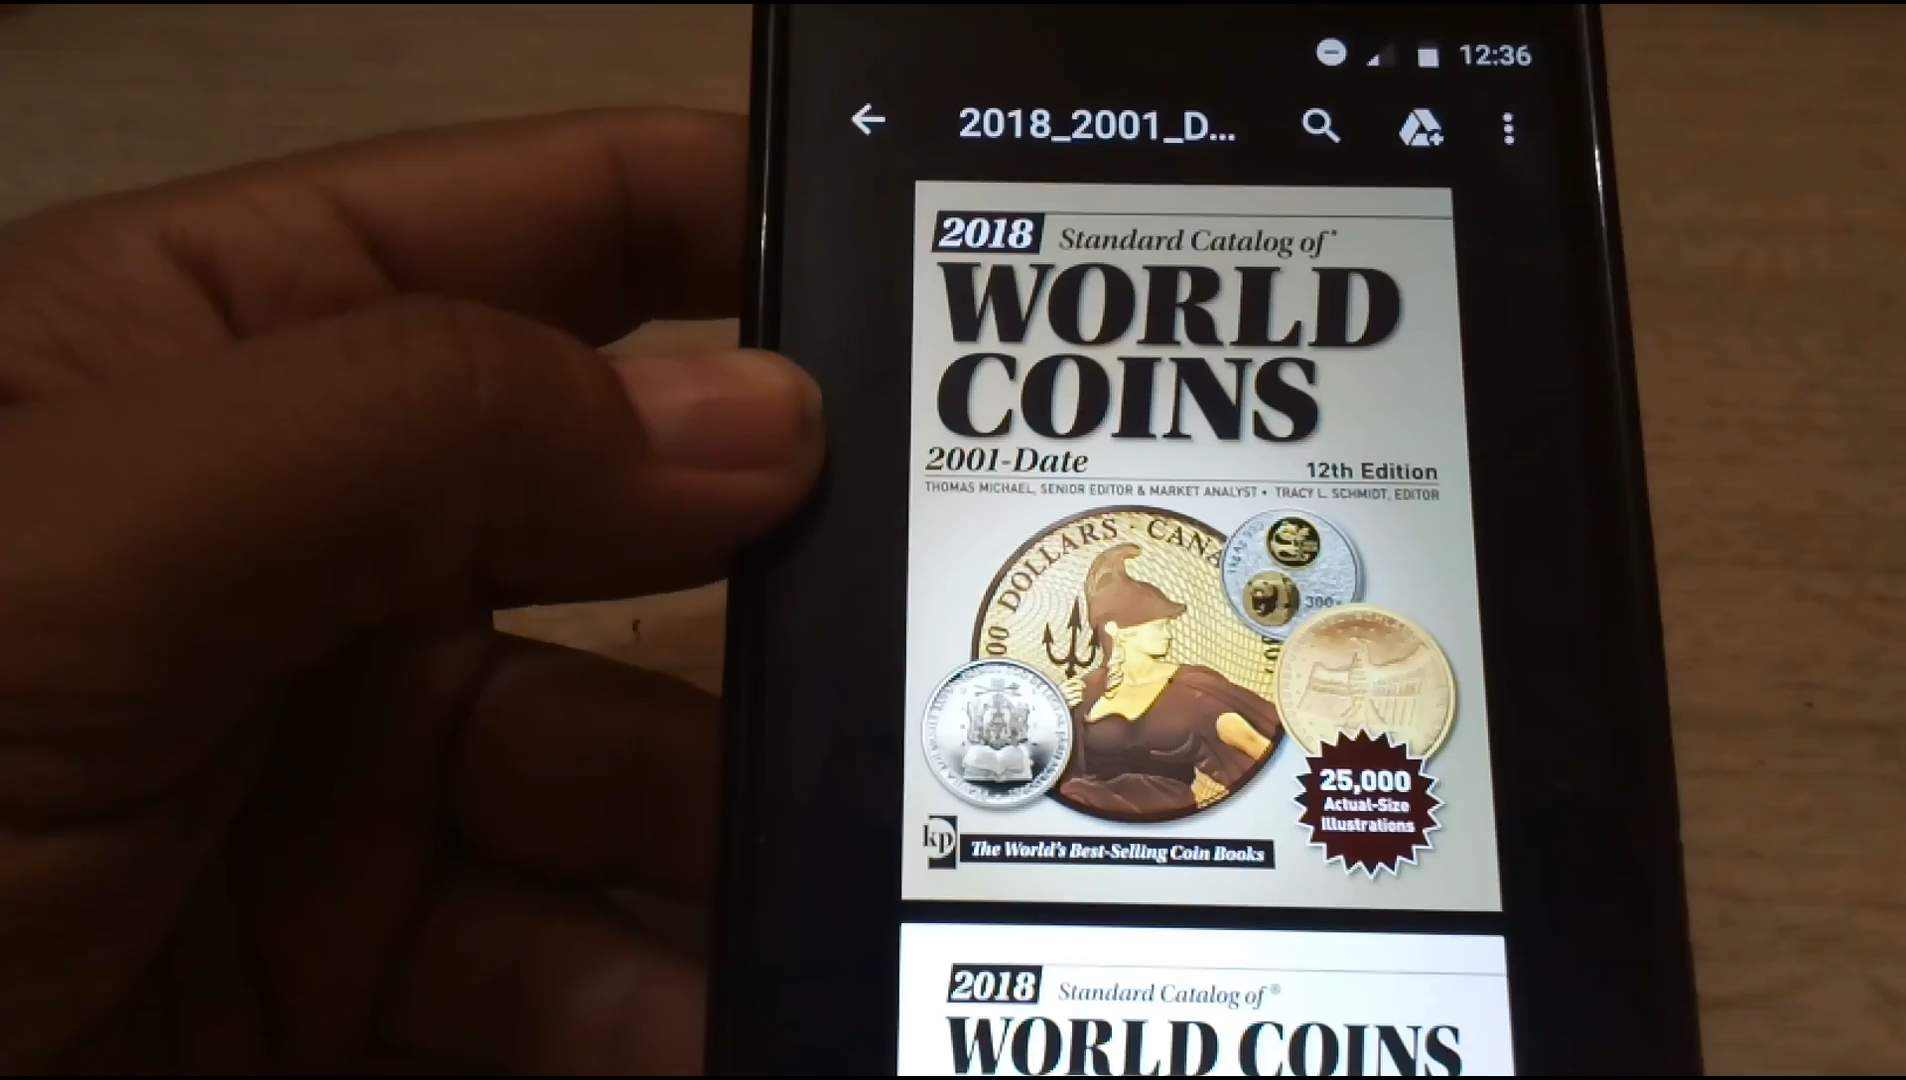 12:36
2018_2001_D...
2018 Standard Catalog of®
WORLD
COINS
2001-Date
12th Edition
THOMAS MICHAEL, SENIOR EDITOR & MARKET ANALYST • TRACY L. SCHMIDT, EDITOR
00 DOLLARS · CANA
300
25,000
Actual-Size
Illustrations
kp The World's Best-Selling Coin Books
2018 Standard Catalog of®
WORLD COINS